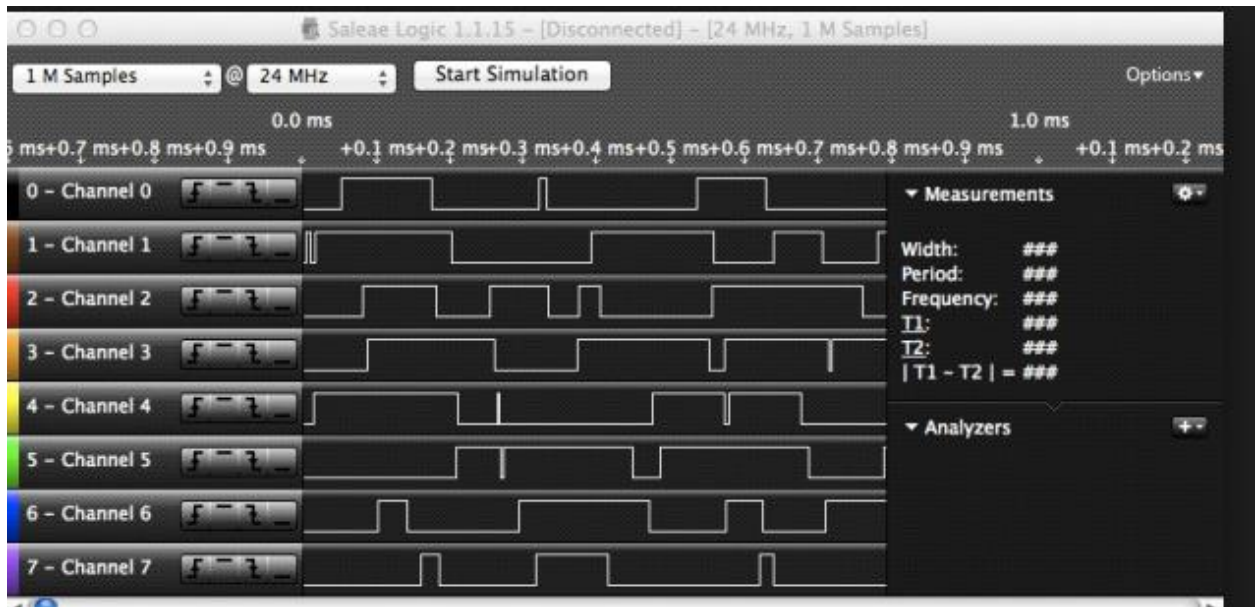 Saleae Logic 1.1.15 – [Disconnected] – [24 MHz, 1 M Samples]
1 M Samples @ 24 MHz Start Simulation Options
0.0 ms 1.0 ms
ms+0.7 ms+0.8 ms+0.9 ms +0.1 ms+0.2 ms+0.3 ms+0.4 ms+0.5 ms+0.6 ms+0.7 ms+0.8 ms+0.9 ms +0.1 ms+0.2 ms
0 – Channel 0
1 – Channel 1
2 – Channel 2
3 – Channel 3
4 – Channel 4
5 – Channel 5
6 – Channel 6
7 – Channel 7
Measurements
Width: ###
Period: ###
Frequency: ###
T1: ###
T2: ###
| T1 – T2 | = ###
Analyzers